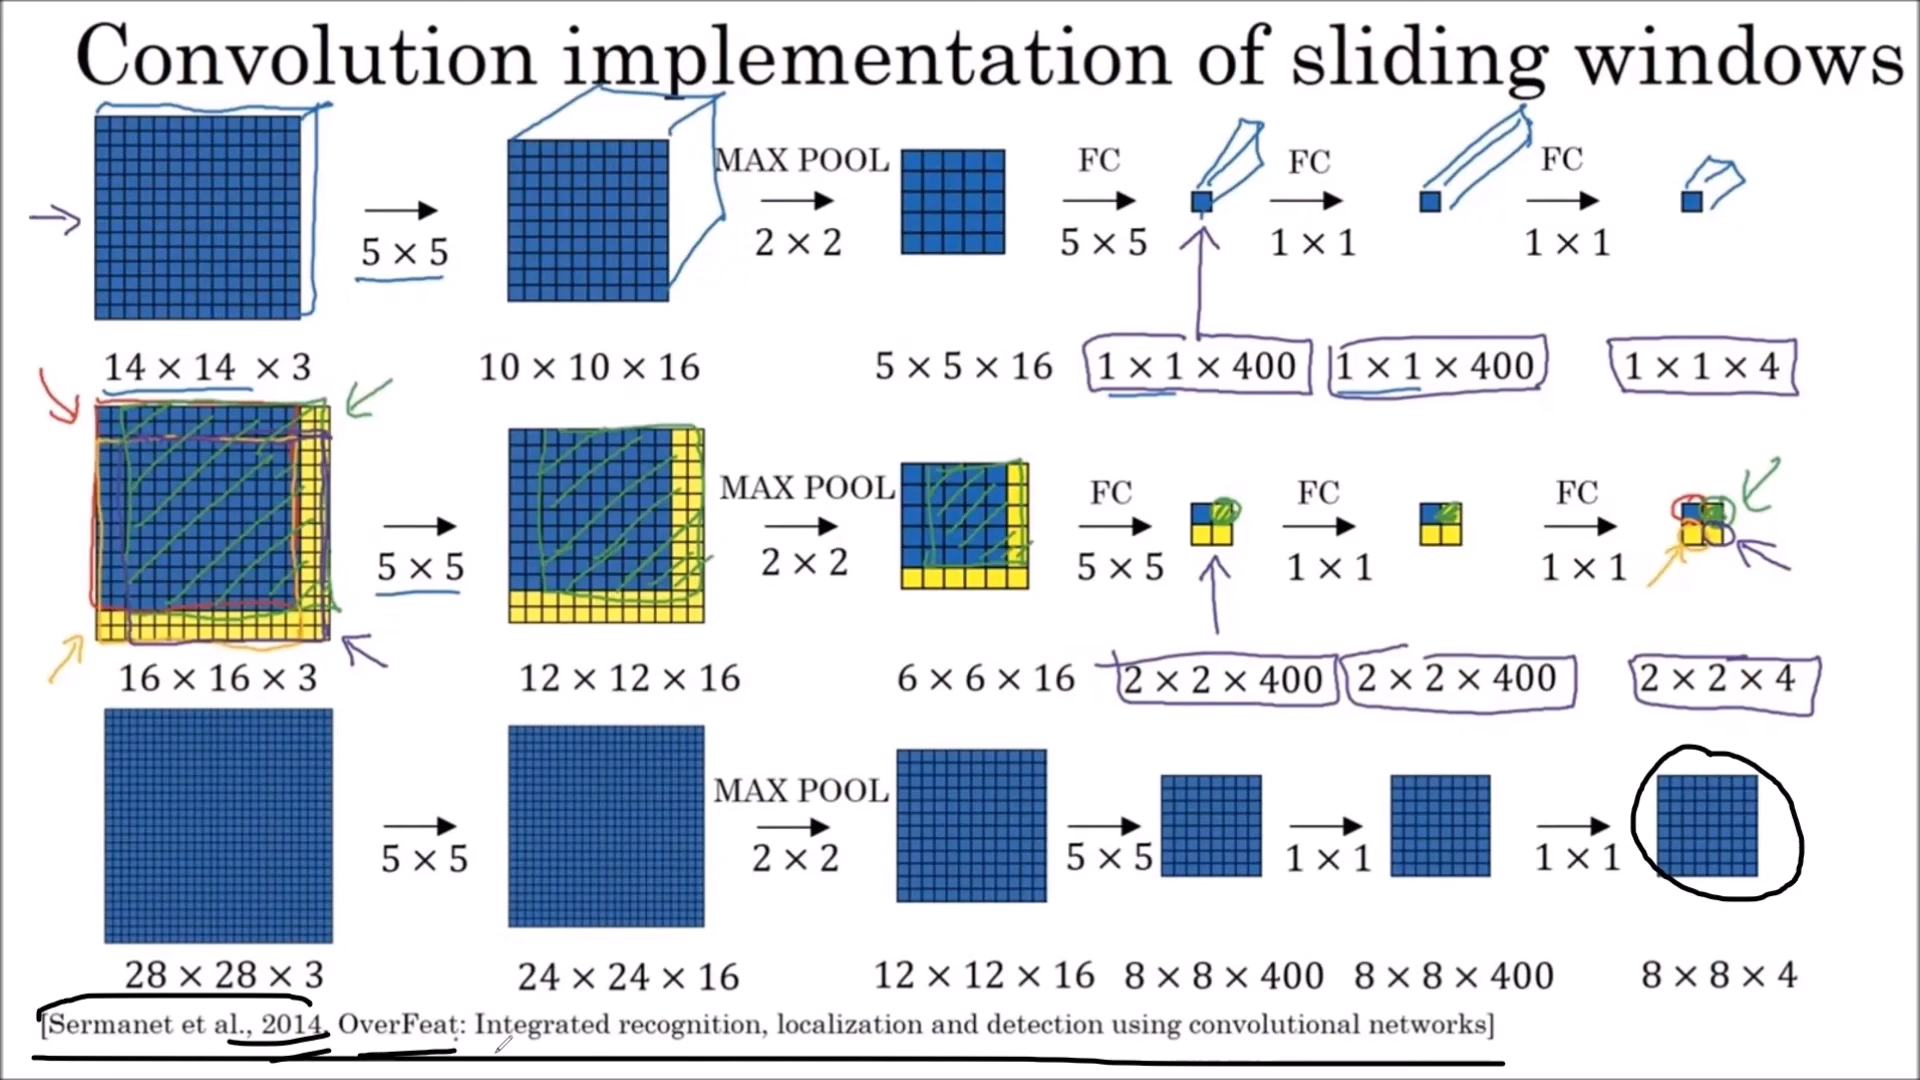 Convolution implementation of sliding windows
MAX POOL FC FC FC
5 × 5 2 × 2 5 × 5 1 × 1 1 × 1
14 × 14 × 3 10 × 10 × 16 5 × 5 × 16 1 × 1 × 400 1 × 1 × 400 1 × 1 × 4
MAX POOL FC FC FC
5 × 5 2 × 2 5 × 5 1 × 1 1 × 1
16 × 16 × 3 12 × 12 × 16 6 × 6 × 16 2 × 2 × 400 2 × 2 × 400 2 × 2 × 4
MAX POOL
5 × 5 2 × 2 5 × 5 1 × 1 1 × 1
28 × 28 × 3 24 × 24 × 16 12 × 12 × 16 8 × 8 × 400 8 × 8 × 400 8 × 8 × 4
[Sermanet et al., 2014, OverFeat: Integrated recognition, localization and detection using convolutional networks]